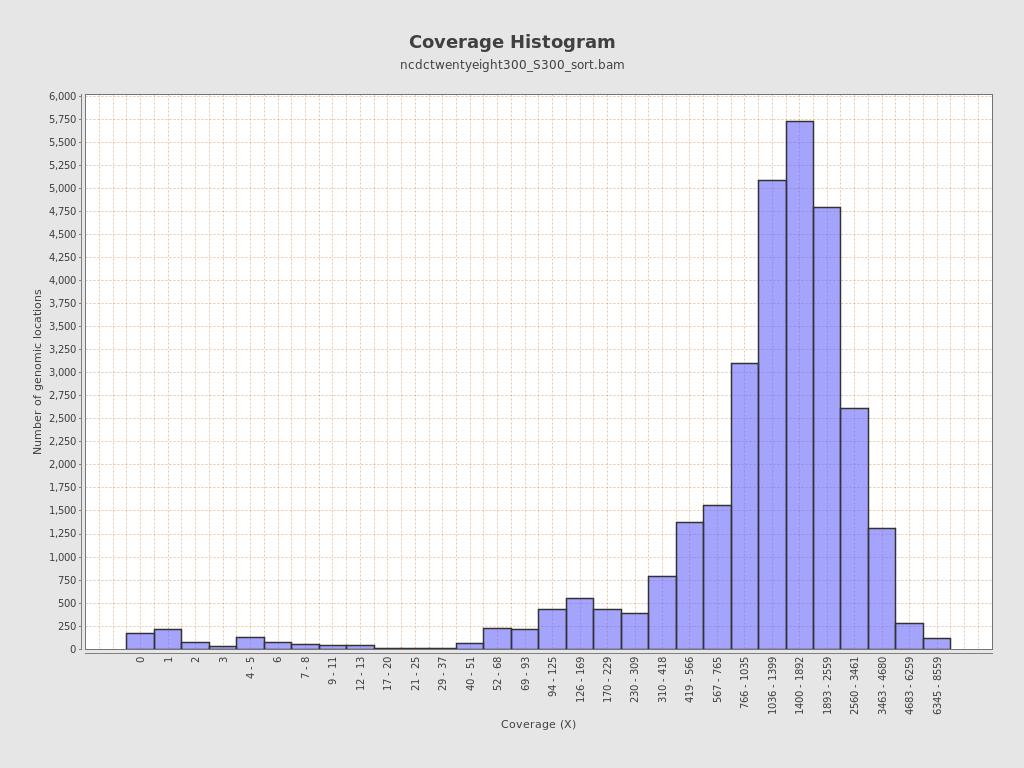 Coverage Histogram
ncdctwentyeight300_S300_sort.bam
6,000
5,750
5,500
5,250
5,000
4,750
4,500
4,250
4,000
3,750
3,500
3,250
3,000
2,750
2,500
2,250
2,000
1,750
1,500
1,250
1,000
750
500
250
0
Number of genomic locations
0
1
2
3
4 - 5
6
7 - 8
9 - 11
12 - 13
17 - 20
21 - 25
29 - 37
40 - 51
52 - 68
69 - 93
94 - 125
126 - 169
170 - 229
230 - 309
310 - 418
419 - 566
567 - 765
766 - 1035
1036 - 1399
1400 - 1892
1893 - 2559
2560 - 3461
3463 - 4680
4683 - 6259
6345 - 8559
Coverage (X)